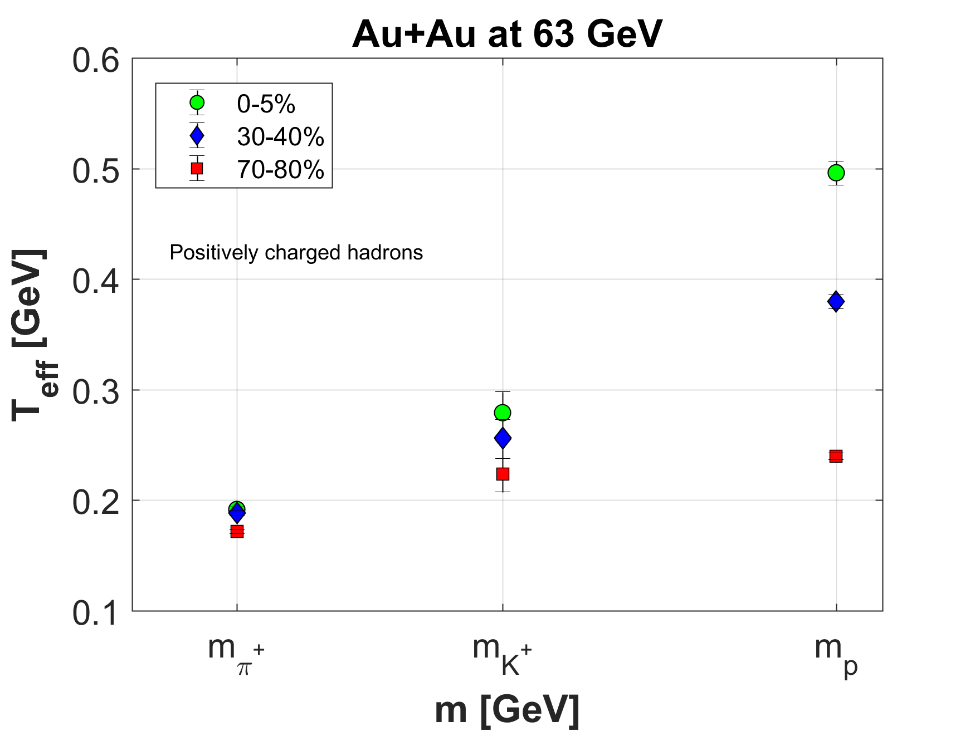 Au+Au at 63 GeV
0.6
0.5
0.4
0.3
0.2
0.1
T_eff [GeV]
0-5%
30-40%
70-80%
Positively charged hadrons
m_π⁺ m_K⁺ m_p
m [GeV]